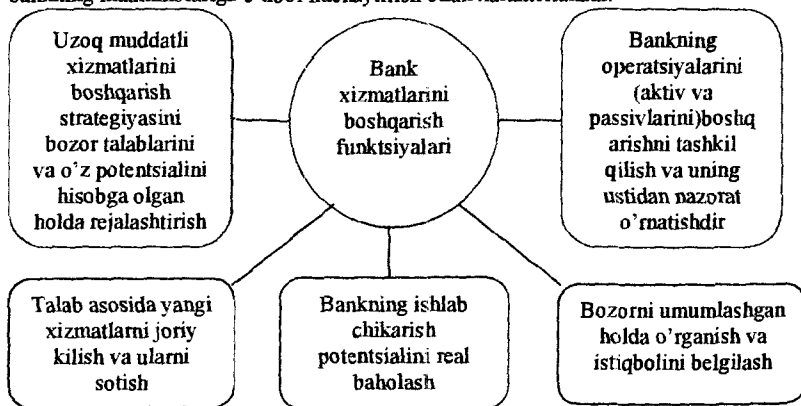 Uzoq muddatli
xizmatlarini
boshqarish
strategiyasini
bozor talablarini
va o'z potentsialini
hisobga olgan
holda rejalashtirish
Bank
xizmatlarini
boshqarish
funktsiyalari
Bankning
operatsiyalarini
(aktiv va
passivlarini)boshq
arishni tashkil
qilish va uning
ustidan nazorat
o'rnatishdir
Talab asosida yangi
xizmatlarni joriy
kilish va ularni
sotish
Bankning ishlab
chikarish
potentsialini real
baholash
Bozorni umumlashgan
holda o'rganish va
istiqbolini belgilash